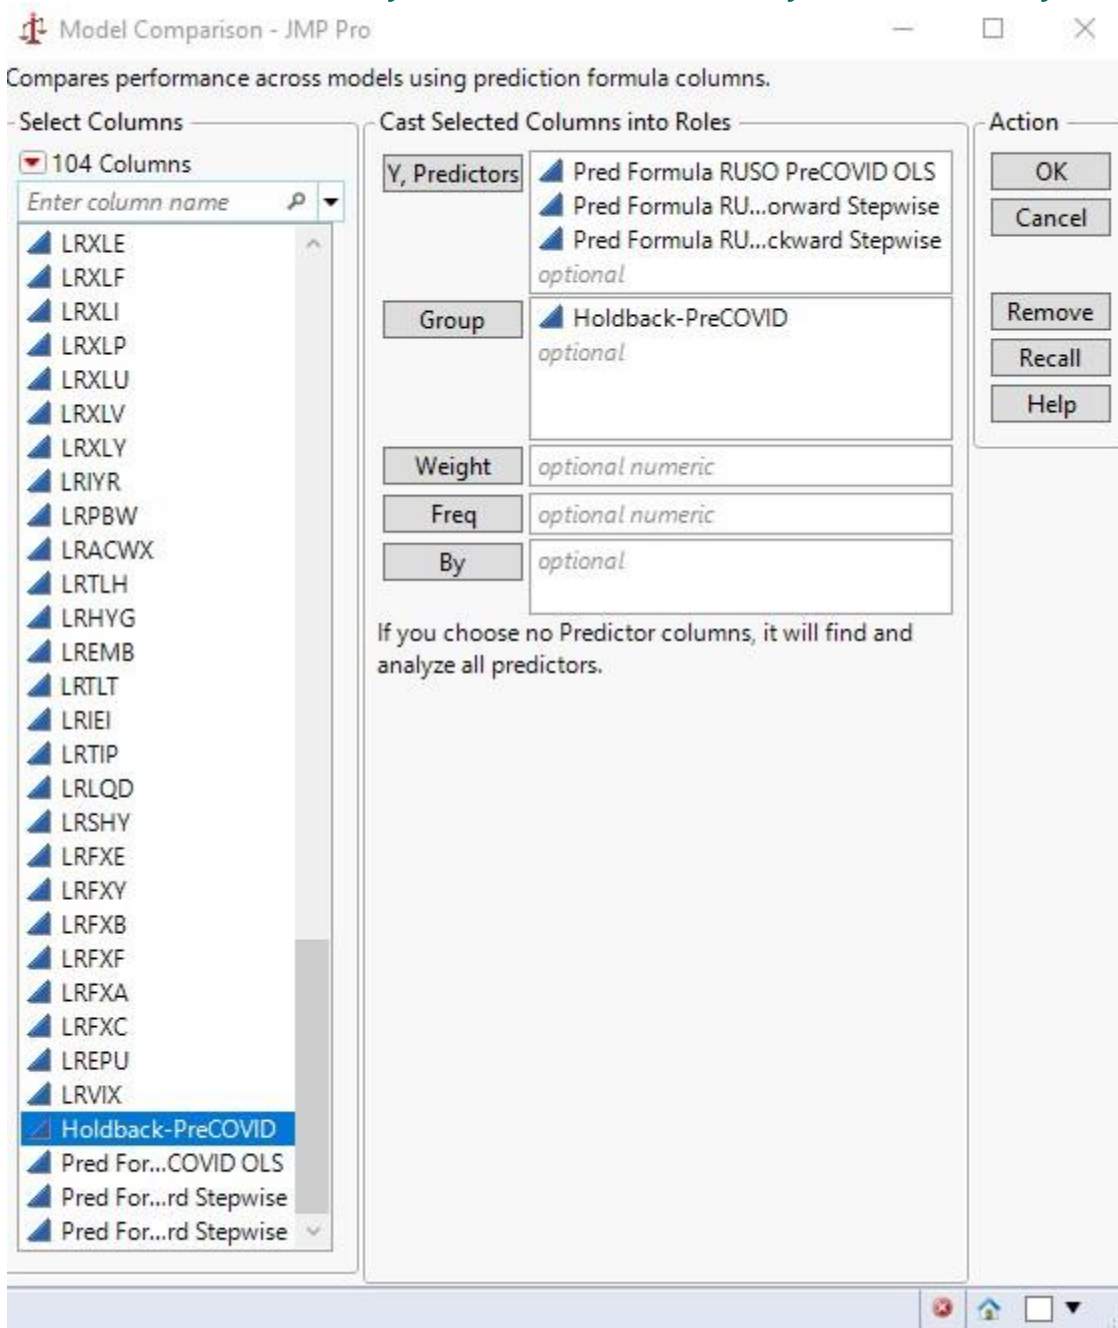 Model Comparison - JMP Pro
Compares performance across models using prediction formula columns.
Select Columns
104 Columns
Enter column name
LRXLE
LRXLF
LRXLI
LRXLP
LRXLU
LRXLV
LRXLY
LRIYR
LRPBW
LRACWX
LRTLH
LRHYG
LREMB
LRTLT
LRIEI
LRTIP
LRLQD
LRSHY
LRFXE
LRFXY
LRFXB
LRFXF
LRFXA
LRFXC
LREPU
LRVIX
Holdback-PreCOVID
Pred For...COVID OLS
Pred For...rd Stepwise
Pred For...rd Stepwise
Cast Selected Columns into Roles
Y, Predictors
Pred Formula RUSO PreCOVID OLS
Pred Formula RU...orward Stepwise
Pred Formula RU...ckward Stepwise
optional
Group
Holdback-PreCOVID
optional
Weight
optional numeric
Freq
optional numeric
By
optional
If you choose no Predictor columns, it will find and
analyze all predictors.
Action
OK
Cancel
Remove
Recall
Help